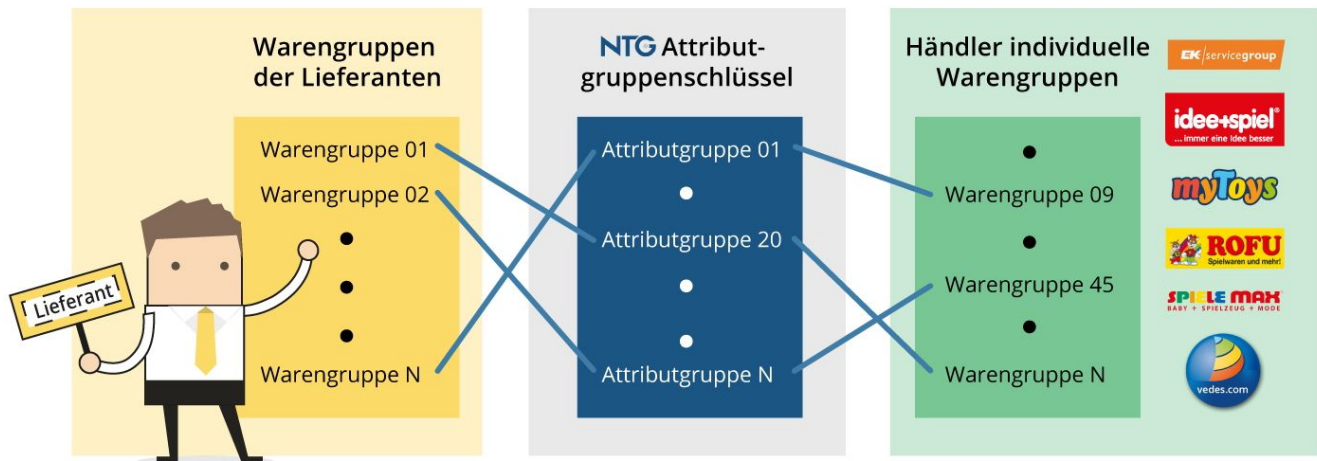 Warengruppen
der Lieferanten
Warengruppe 01
Warengruppe 02
Warengruppe N
Lieferant
NTG Attribut-
gruppenschlüssel
Attributgruppe 01
Attributgruppe 20
Attributgruppe N
Händler individuelle
Warengruppen
Warengruppe 09
Warengruppe 45
Warengruppe N
EK/servicegroup
idee+spiel®
... immer eine Idee besser
myToys
ROFU
Spielwaren und mehr!
SPIELE MAX
BABY + SPIELZEUG + MODE
vedes.com